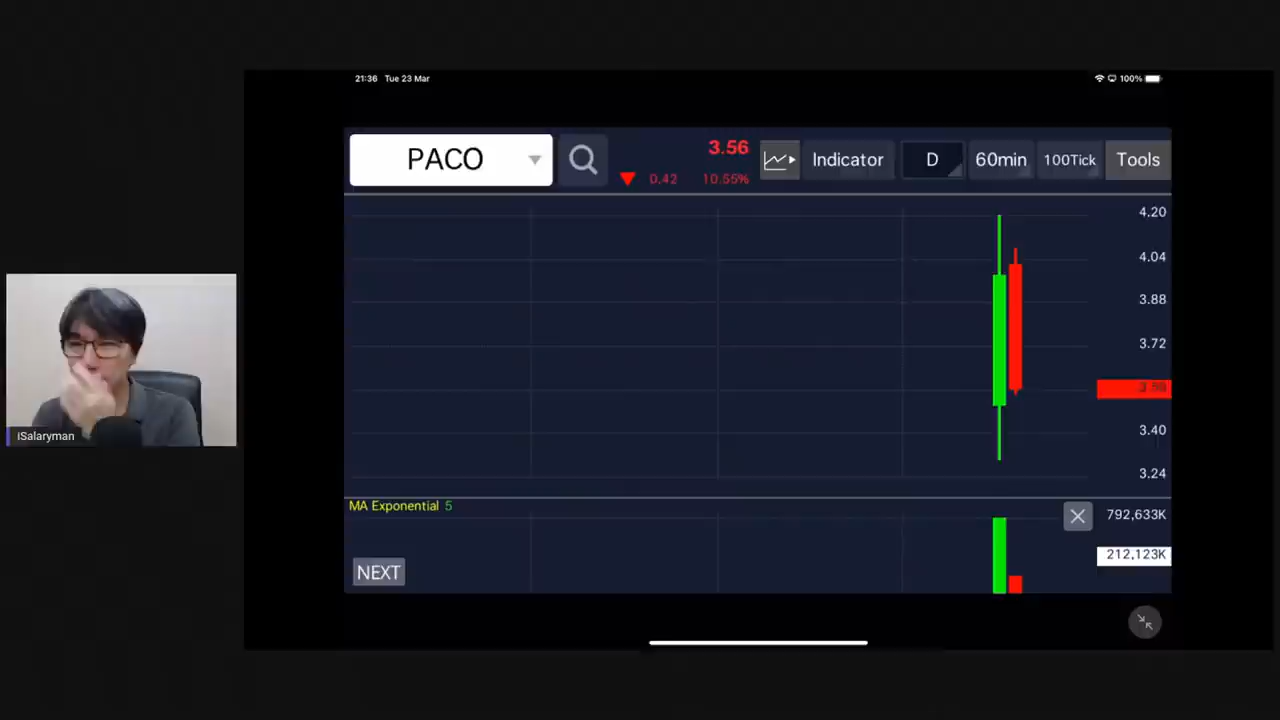 21:36 Tue 23 Mar
100%
PACO
3.56
0.42 10.55%
Indicator
D
60min
100Tick
Tools
4.20
4.04
3.88
3.72
3.40
3.24
MA Exponential 5
792,633K
212,123K
NEXT
iSalaryman